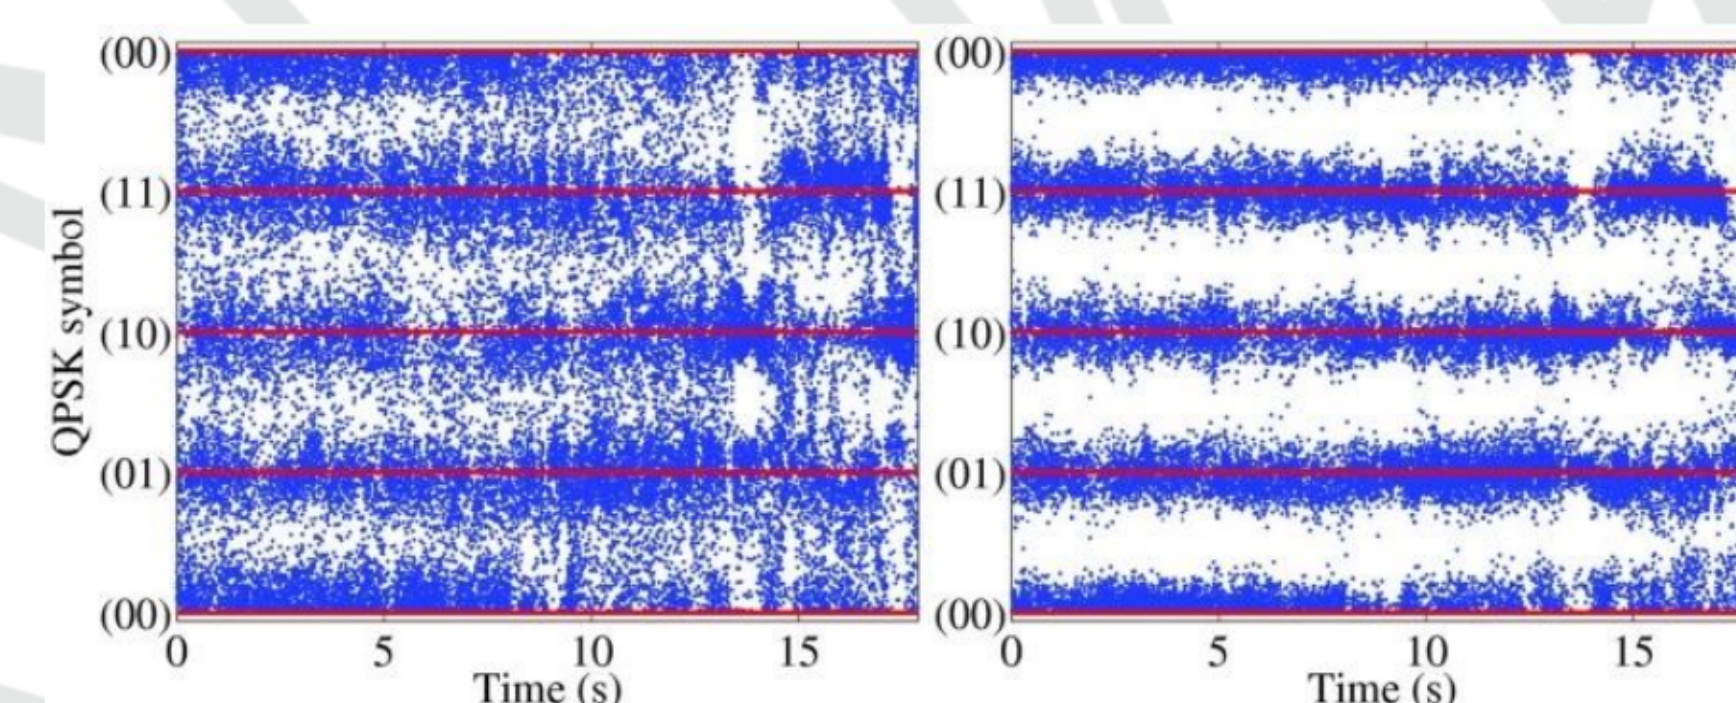 (00)
(11)
(10)
(01)
(00)
QPSK symbol
0 5 10 15
Time (s)
(00)
(11)
(10)
(01)
(00)
0 5 10 15
Time (s)